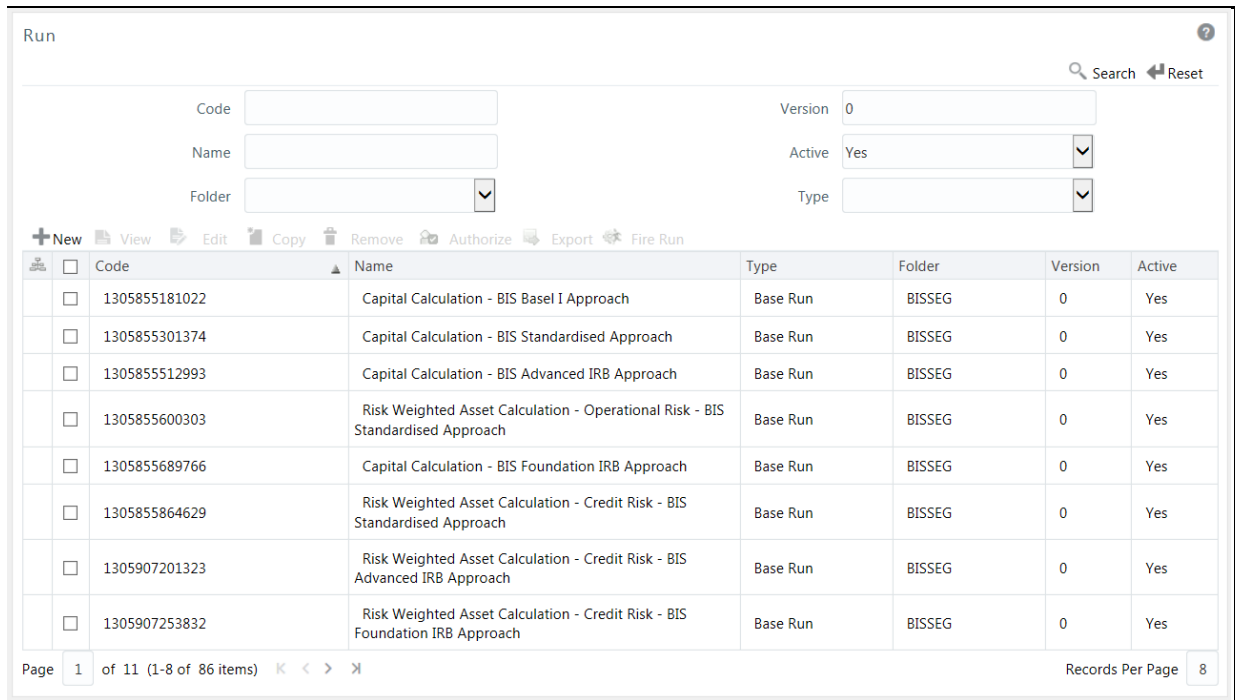 Run
?
Search Reset
Code Version 0
Name Active Yes
Folder Type
New View Edit Copy Remove Authorize Export Fire Run
Code Name Type Folder Version Active
1305855181022 Capital Calculation - BIS Basel I Approach Base Run BISSEG 0 Yes
1305855301374 Capital Calculation - BIS Standardised Approach Base Run BISSEG 0 Yes
1305855512993 Capital Calculation - BIS Advanced IRB Approach Base Run BISSEG 0 Yes
1305855600303 Risk Weighted Asset Calculation - Operational Risk - BIS
Standardised Approach Base Run BISSEG 0 Yes
1305855689766 Capital Calculation - BIS Foundation IRB Approach Base Run BISSEG 0 Yes
1305855864629 Risk Weighted Asset Calculation - Credit Risk - BIS
Standardised Approach Base Run BISSEG 0 Yes
1305907201323 Risk Weighted Asset Calculation - Credit Risk - BIS
Advanced IRB Approach Base Run BISSEG 0 Yes
1305907253832 Risk Weighted Asset Calculation - Credit Risk - BIS
Foundation IRB Approach Base Run BISSEG 0 Yes
Page 1 of 11 (1-8 of 86 items) Records Per Page 8